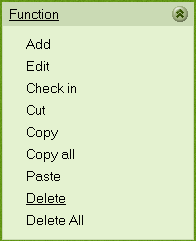 Function
Add
Edit
Check in
Cut
Copy
Copy all
Paste
Delete
Delete All